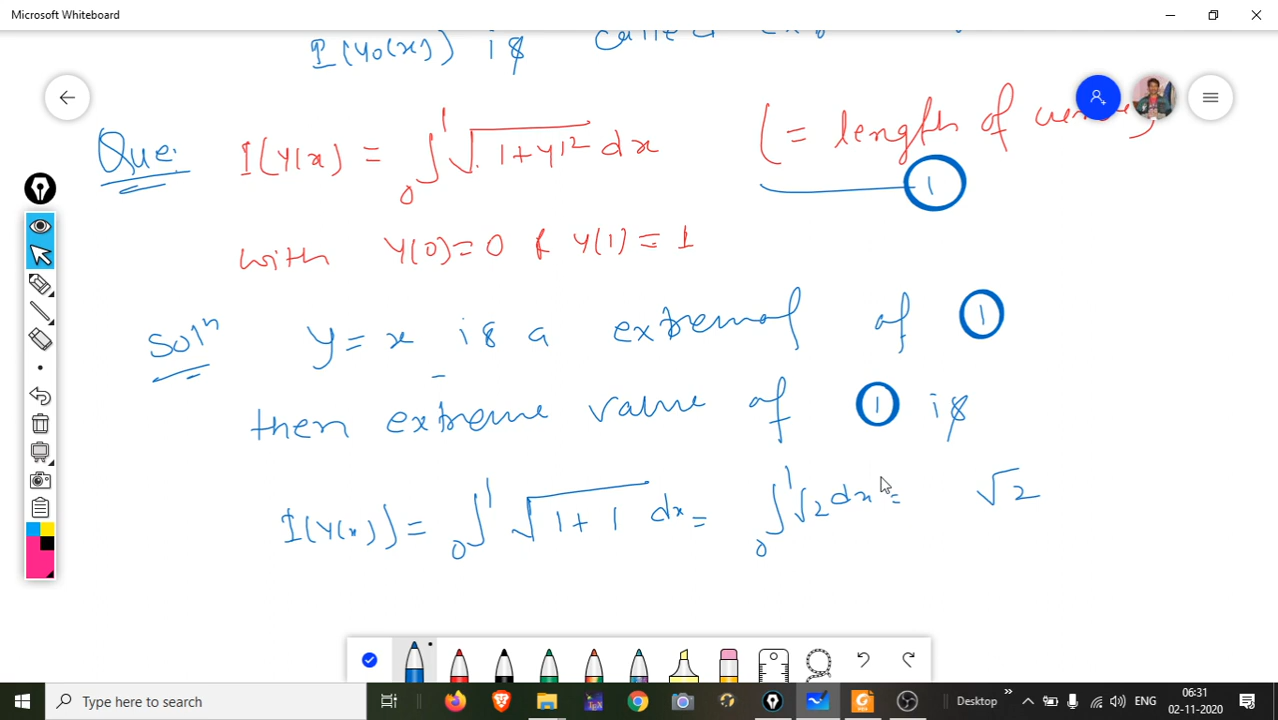 Microsoft Whiteboard
I(y0(x)) is called
Que: I(y(x) = ∫₀¹ √1+y'² dx (= length of
1
with y(0)=0 & y(1)=1
Solⁿ y=x is a extremal of 1
then extreme value of 1 is
I(y(x)) = ∫₀¹ √1+1 dx = ∫₀¹ √2 dx = √2
Type here to search
Desktop
ENG
06:31
02-11-2020